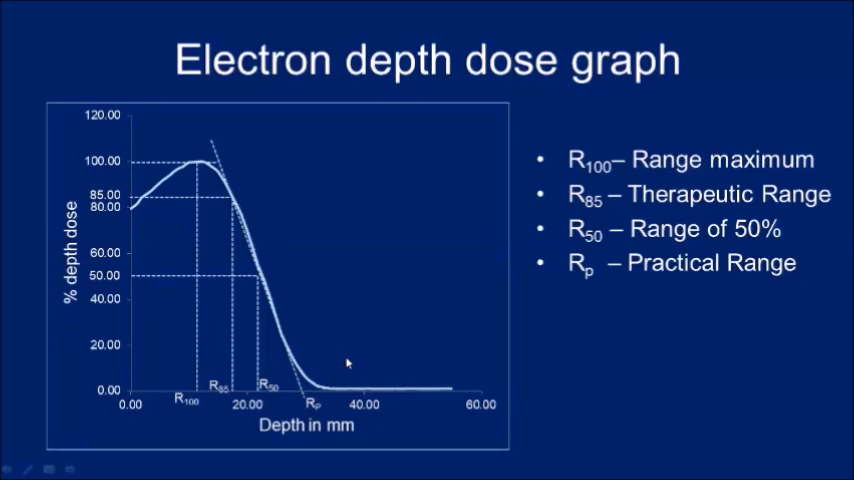 Electron depth dose graph
120.00
100.00
85.00
80.00
60.00
50.00
40.00
20.00
0.00
% depth dose
R100
R85
R50
Rp
0.00 20.00 40.00 60.00
Depth in mm
• R100– Range maximum
• R85 – Therapeutic Range
• R50 – Range of 50%
• Rp – Practical Range